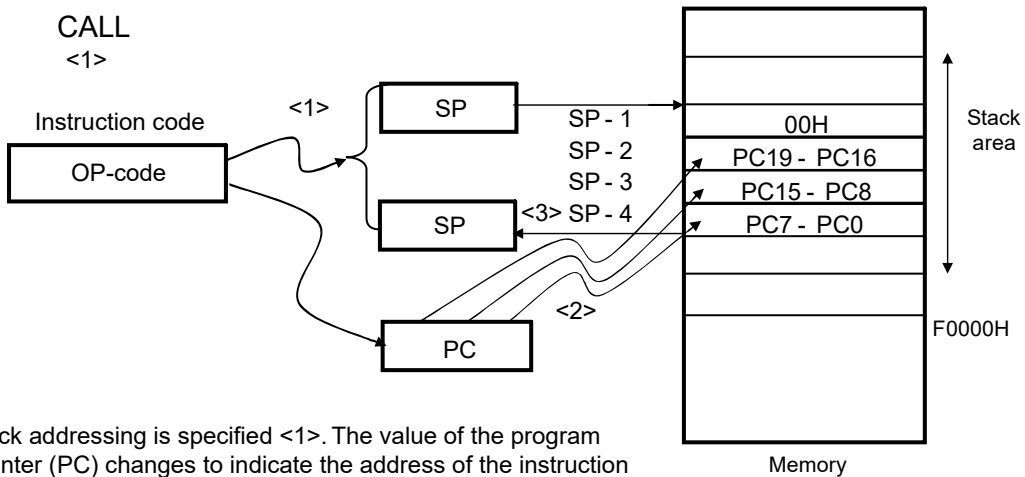 CALL
<1>
Instruction code
OP-code
<1>
SP
SP
<3>
SP - 1
SP - 2
SP - 3
SP - 4
PC
<2>
00H
PC19 - PC16
PC15 - PC8
PC7 - PC0
Stack
area
F0000H
Memory
addressing is specified <1>. The value of the program
(PC) changes to indicate the address of the instruction